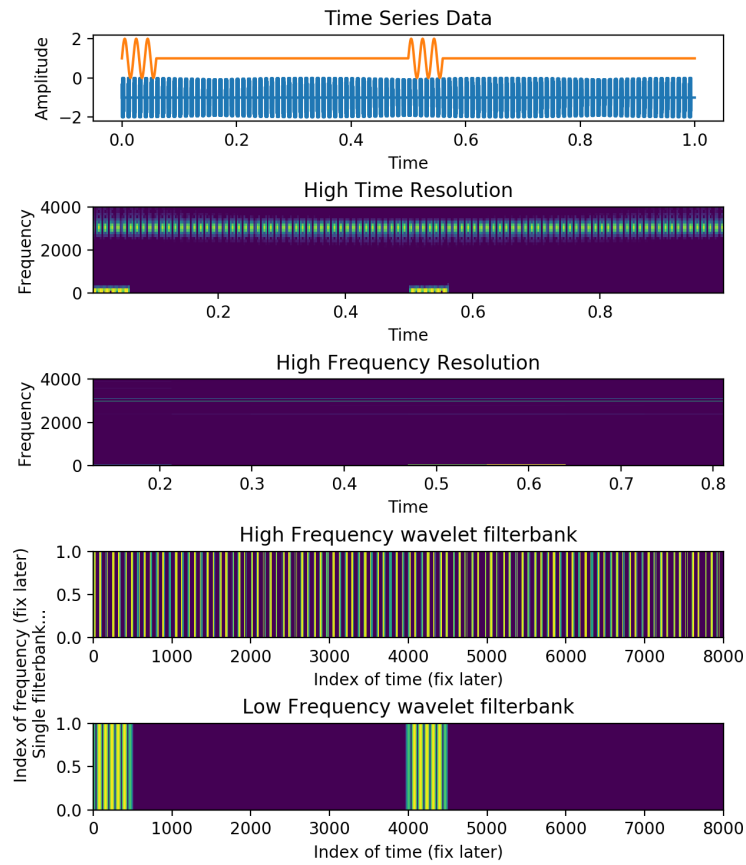 Time Series Data
Amplitude
2
0
−2
0.0 0.2 0.4 0.6 0.8 1.0
Time
High Time Resolution
Frequency
4000
2000
0
0.2 0.4 0.6 0.8
Time
High Frequency Resolution
Frequency
4000
2000
0
0.2 0.3 0.4 0.5 0.6 0.7 0.8
Time
High Frequency wavelet filterbank
1.0
0.5
0.0
0 1000 2000 3000 4000 5000 6000 7000 8000
Index of time (fix later)
Index of frequency (fix later)
Single filterbank...
Low Frequency wavelet filterbank
1.0
0.5
0.0
0 1000 2000 3000 4000 5000 6000 7000 8000
Index of time (fix later)